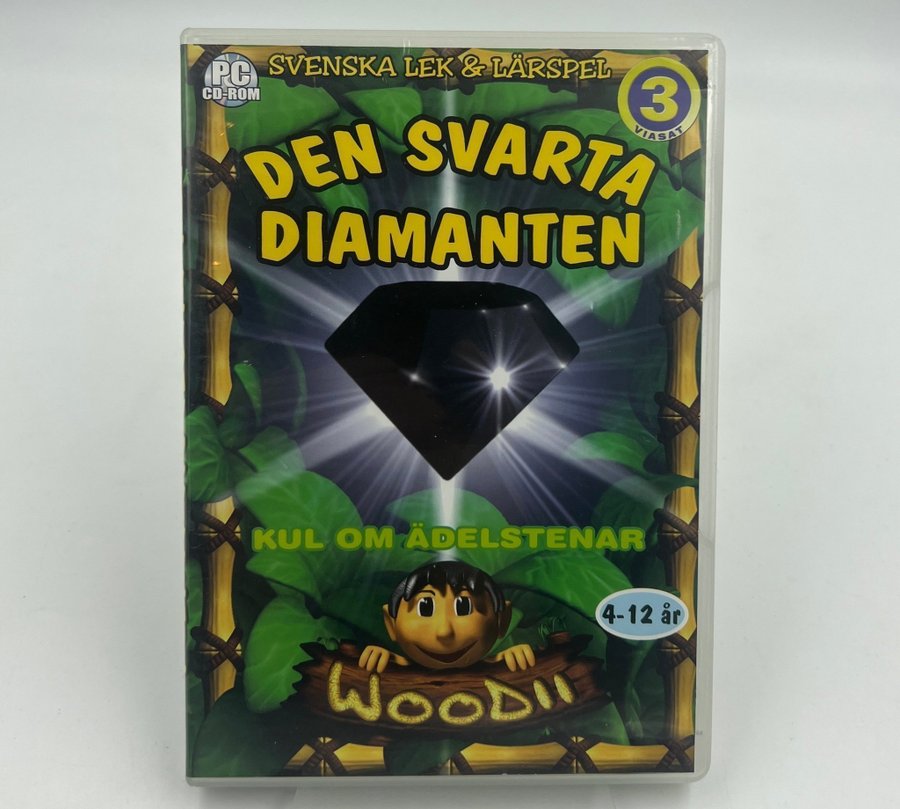 PC
CD-ROM
SVENSKA LEK & LÄRSPEL
3
VIASAT
DEN SVARTA
DIAMANTEN
KUL OM ÄDELSTENAR
4-12 år
WOODII